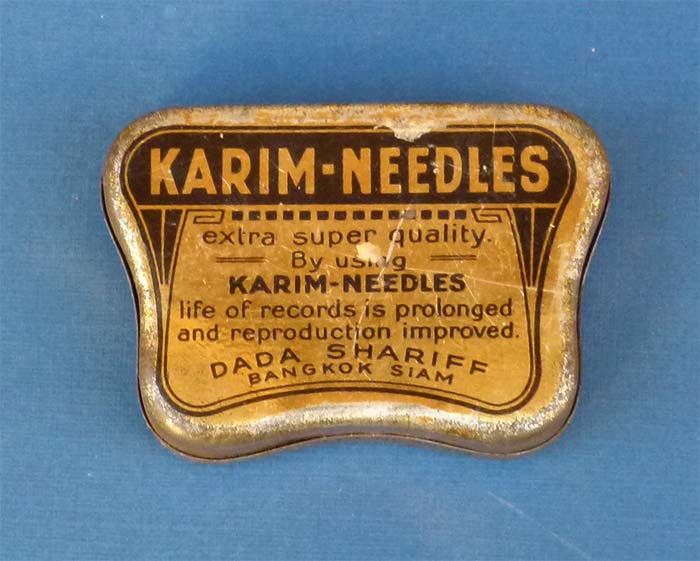 KARIM-NEEDLES
extra super quality.
By using
KARIM-NEEDLES
life of records is prolonged
and reproduction improved.
DADA SHARIFF
BANGKOK SIAM